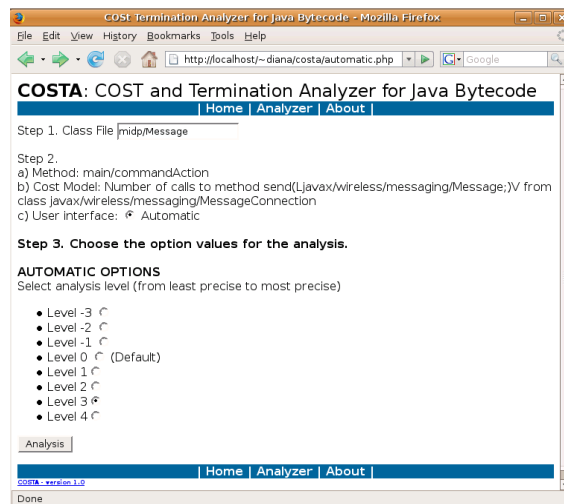 COSt Termination Analyzer for Java Bytecode - Mozilla Firefox
File Edit View History Bookmarks Tools Help
http://localhost/~diana/costa/automatic.php
Google
COSTA: COST and Termination Analyzer for Java Bytecode
| Home | Analyzer | About |
Step 1. Class File midp/Message
Step 2.
a) Method: main/commandAction
b) Cost Model: Number of calls to method send(Ljavax/wireless/messaging/Message;)V from
class javax/wireless/messaging/MessageConnection
c) User interface: Automatic
Step 3. Choose the option values for the analysis.
AUTOMATIC OPTIONS
Select analysis level (from least precise to most precise)
Level -3
Level -2
Level -1
Level 0 (Default)
Level 1
Level 2
Level 3
Level 4
Analysis
| Home | Analyzer | About |
COSTA - version 1.0
Done